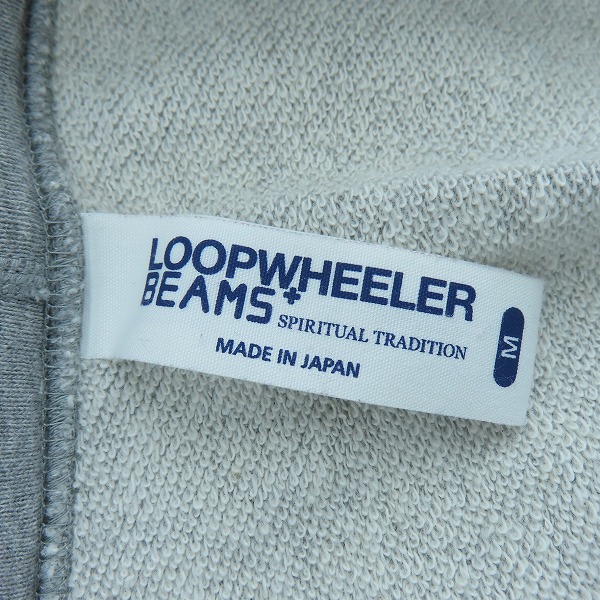 LOOPWHEELER
BEAMS+
SPIRITUAL TRADITION
MADE IN JAPAN
M